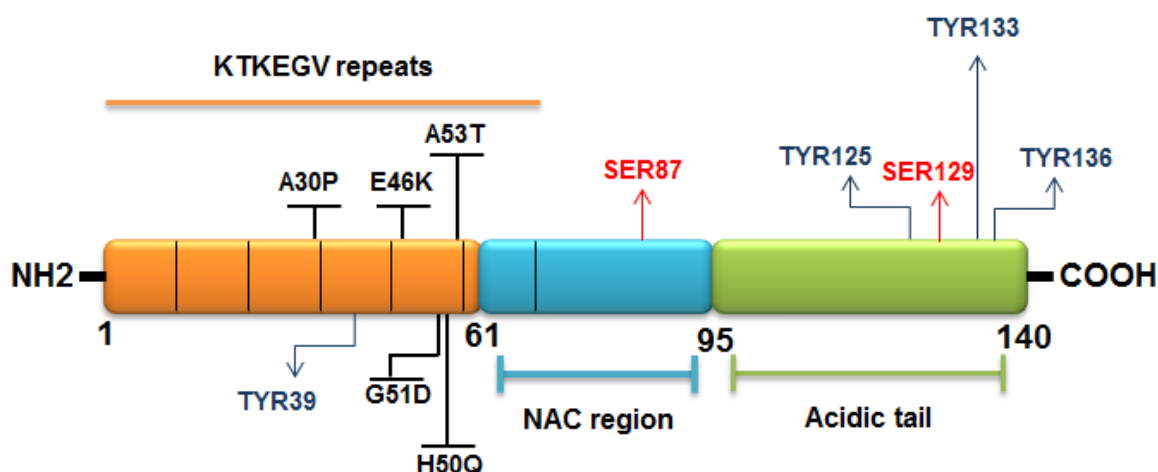 TYR133
KTKEGV repeats
A53T
TYR125
TYR136
SER87
SER129
A30P
E46K
NH2
COOH
1
61
95
140
TYR39
G51D
NAC region
Acidic tail
H50Q